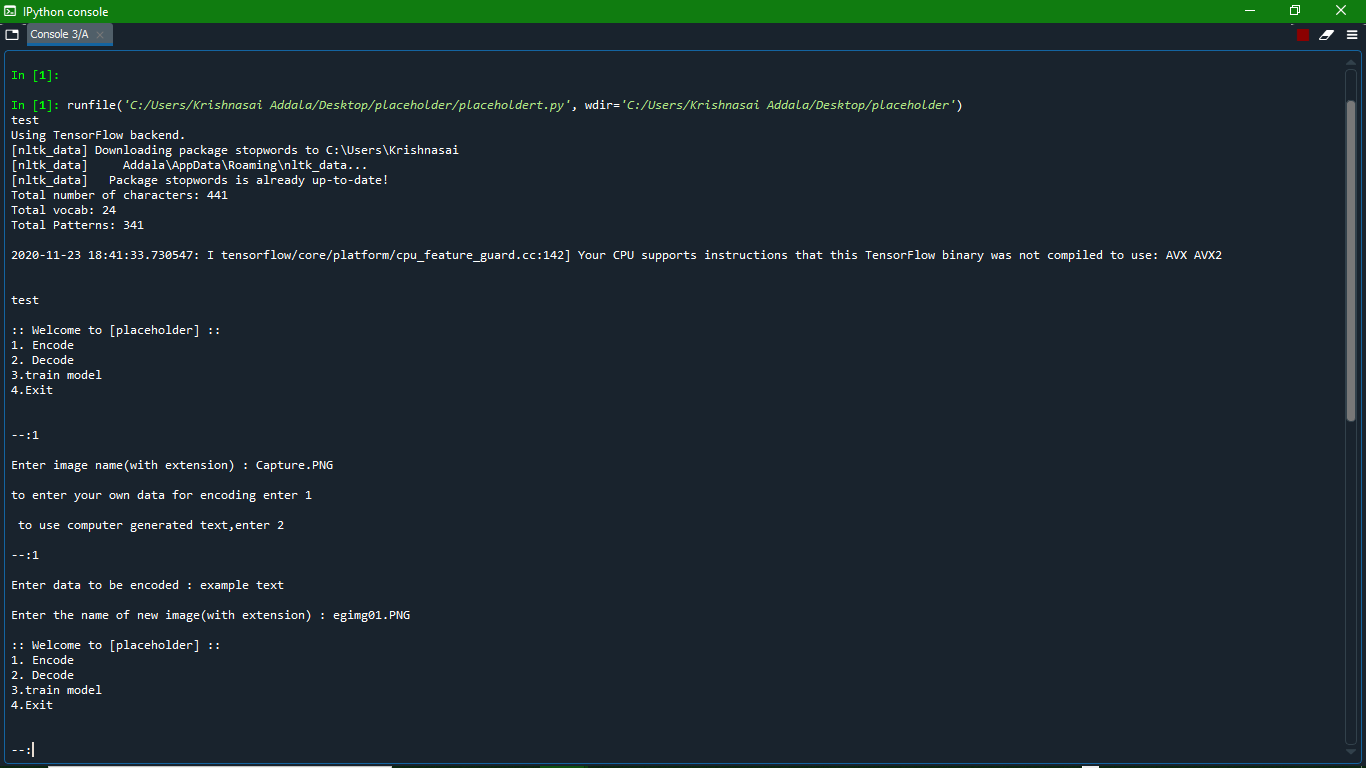 IPython console
Console 3/A
In [1]:
In [1]: runfile('C:/Users/Krishnasai Addala/Desktop/placeholder/placeholdert.py', wdir='C:/Users/Krishnasai Addala/Desktop/placeholder')
test
Using TensorFlow backend.
[nltk_data] Downloading package stopwords to C:\Users\Krishnasai
[nltk_data]     Addala\AppData\Roaming\nltk_data...
[nltk_data]   Package stopwords is already up-to-date!
Total number of characters: 441
Total vocab: 24
Total Patterns: 341
2020-11-23 18:41:33.730547: I tensorflow/core/platform/cpu_feature_guard.cc:142] Your CPU supports instructions that this TensorFlow binary was not compiled to use: AVX AVX2
test
:: Welcome to [placeholder] ::
1. Encode
2. Decode
3.train model
4.Exit
--:1
Enter image name(with extension) : Capture.PNG
to enter your own data for encoding enter 1
to use computer generated text,enter 2
--:1
Enter data to be encoded : example text
Enter the name of new image(with extension) : egimg01.PNG
:: Welcome to [placeholder] ::
1. Encode
2. Decode
3.train model
4.Exit
--: